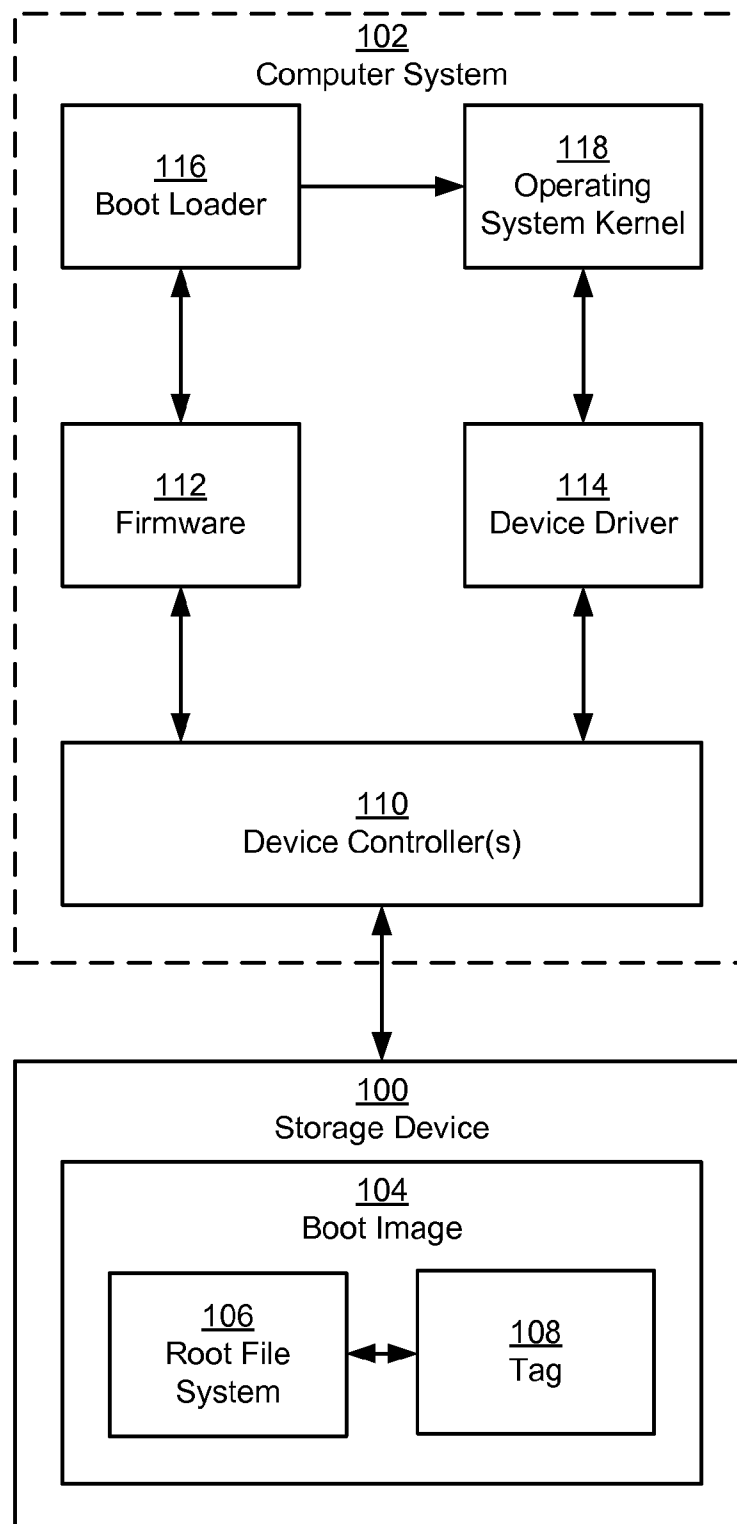 102
Computer System
116
Boot Loader
118
Operating
System Kernel
112
Firmware
114
Device Driver
110
Device Controller(s)
100
Storage Device
104
Boot Image
106
Root File
System
108
Tag